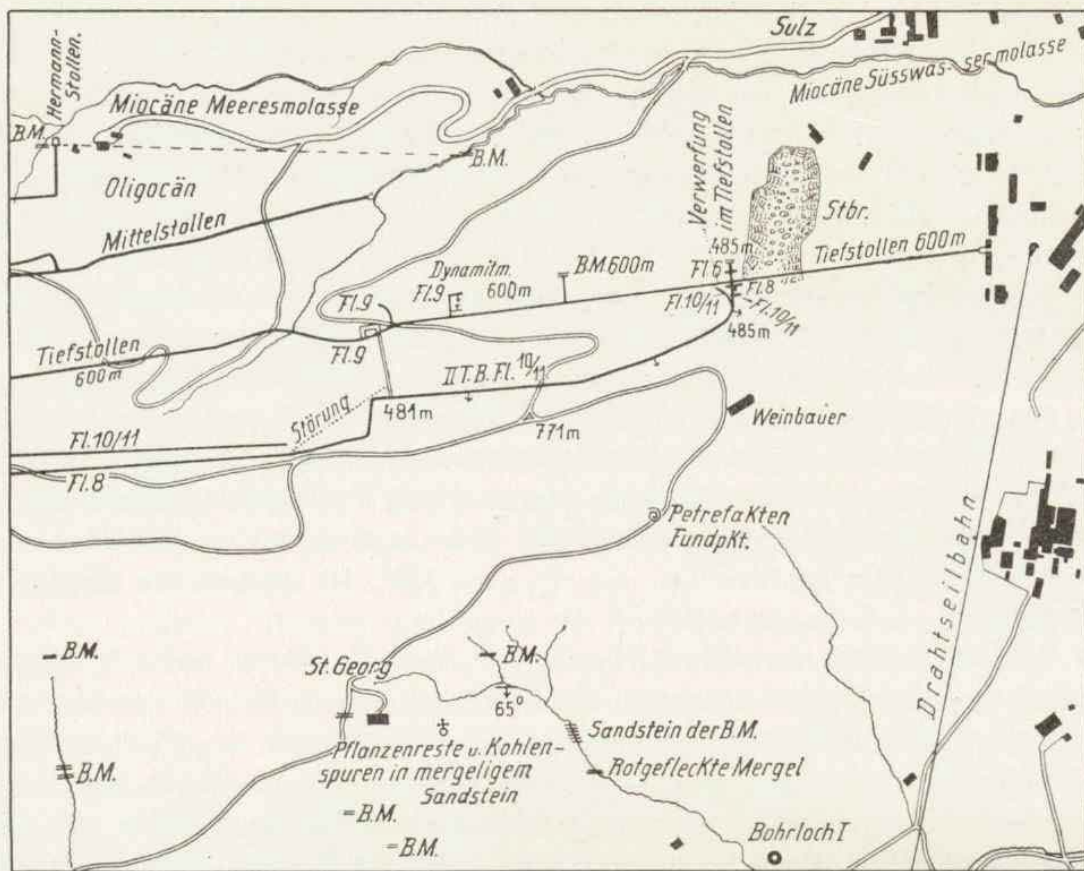 Sulz
Hermann-
Stollen.
Miocäne Meeresmolasse
Miocäne Süsswas-sermolasse
B.M.
B.M.
Oligocän
Mittelstollen
Verwerfung
im Tiefstollen
Stbr.
485m
Tiefstollen 600m
Dynamitm.
600m
B.M.600m
Fl.6
Fl.8
Fl.9
Fl.9
Fl.10/11
Fl.10/11
485m
Fl.9
Tiefstollen
600m
II T.B. Fl. 10/11
Störung
481m
771m
Weinbauer
Fl.10/11
Fl.8
Petrefakten
Fundpkt.
Drahtseilbahn
B.M.
St.Georg
B.M.
65°
Sandstein der B.M.
Pflanzenreste u. Kohlen-
spuren in mergeligem
Sandstein
Rotgefleckte Mergel
B.M.
B.M.
B.M.
Bohrloch I